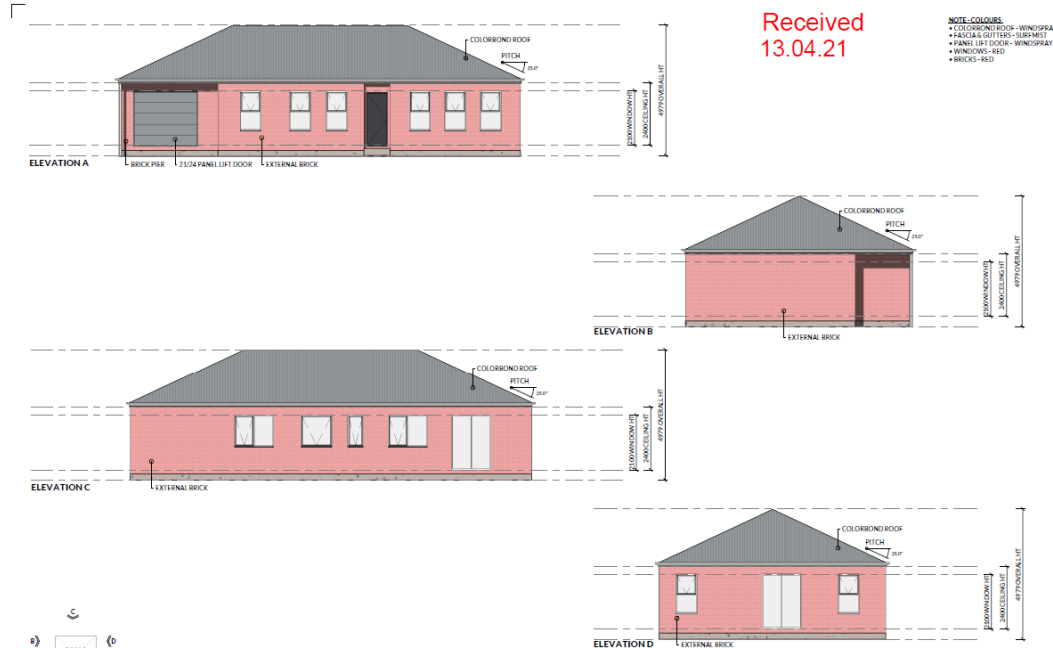 Received
13.04.21
NOTE - COLOURS
• COLORBOND ROOF - WINDSPRA
• FASCIA & GUTTERS - SURFMIST
• PANEL LIFT DOOR - WINDSPRAY
• WINDOWS - RED
• BRICKS - RED
COLORBOND ROOF
PITCH
25.0°
2100 WINDOW HT
2400 CEILING HT
4979 OVERALL HT
ELEVATION A
BRICK PIER
21/24 PANEL LIFT DOOR
EXTERNAL BRICK
COLORBOND ROOF
PITCH
25.0°
2100 WINDOW HT
2400 CEILING HT
4979 OVERALL HT
ELEVATION B
EXTERNAL BRICK
COLORBOND ROOF
PITCH
25.0°
2100 WINDOW HT
2400 CEILING HT
4979 OVERALL HT
ELEVATION C
EXTERNAL BRICK
COLORBOND ROOF
PITCH
25.0°
2100 WINDOW HT
2400 CEILING HT
4979 OVERALL HT
ELEVATION D
EXTERNAL BRICK
C
B
D